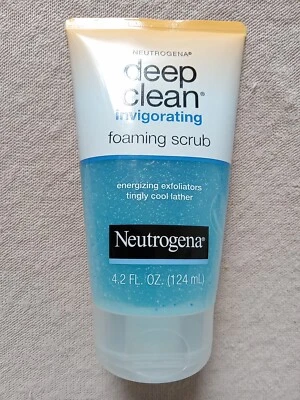 NEUTROGENA®
deep
clean®
invigorating
foaming scrub
energizing exfoliators
tingly cool lather
Neutrogena®
4.2 FL. OZ. (124 mL)